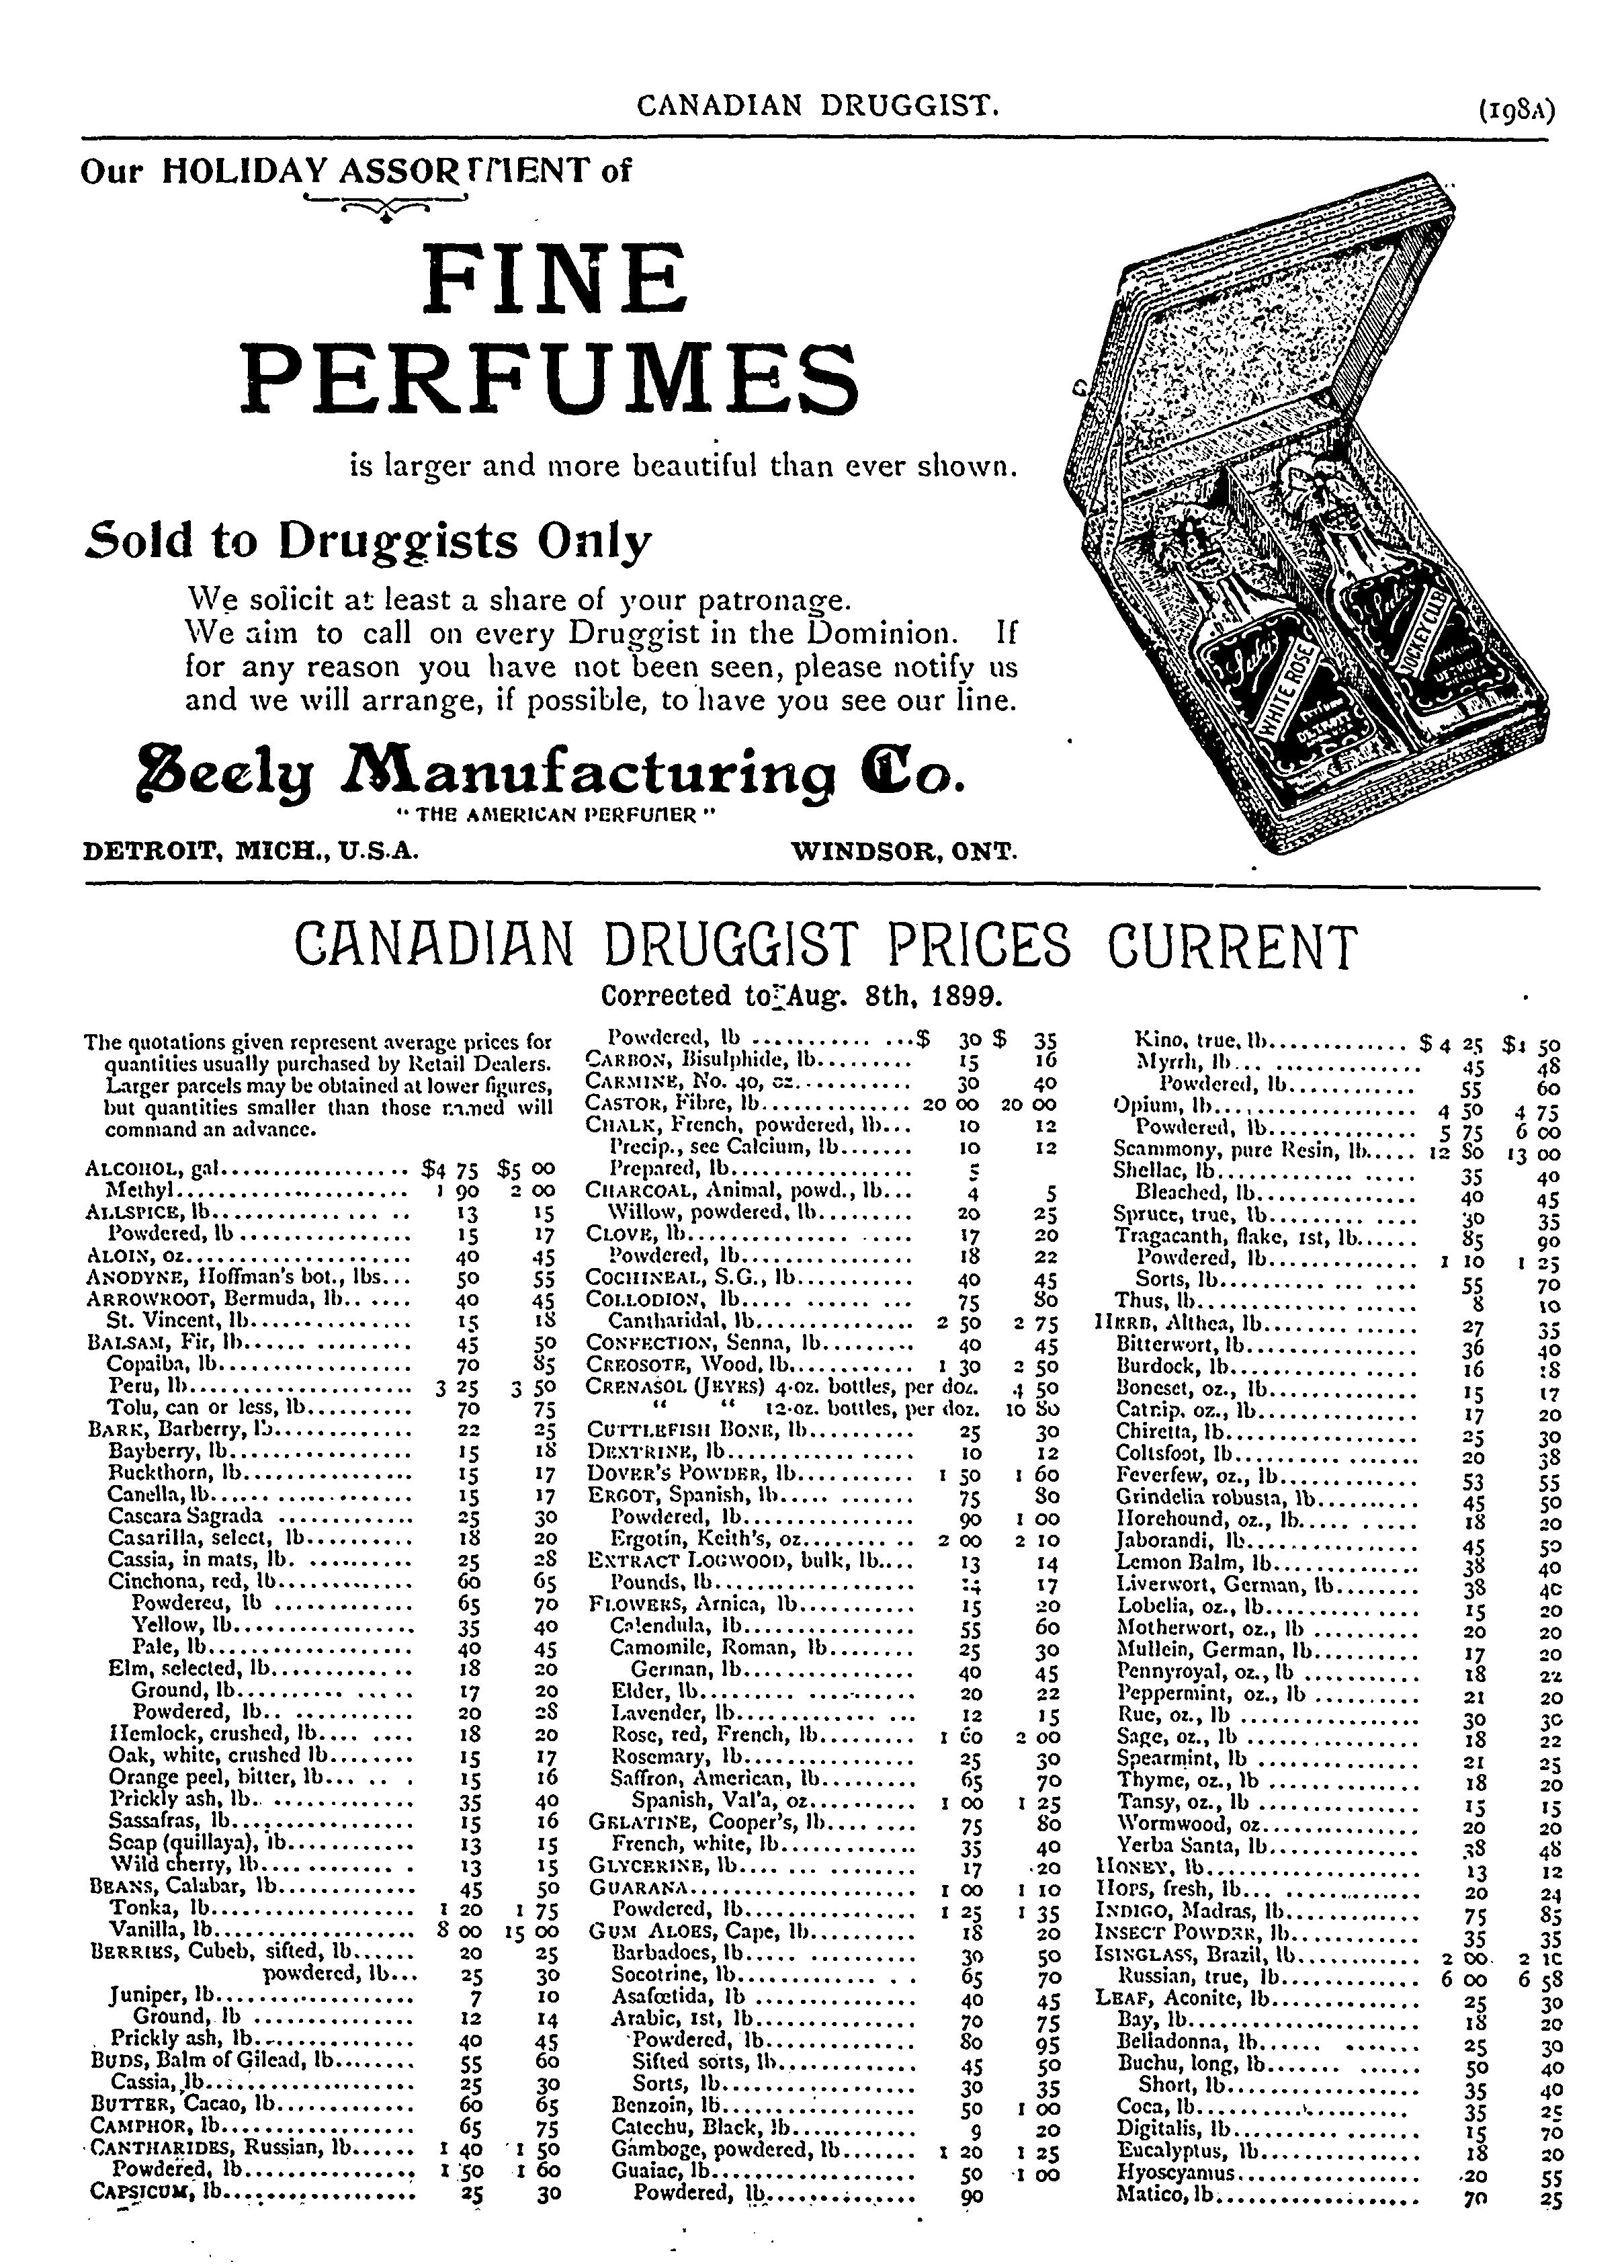 CANADIAN DRUGGIST.
(198A)
Our HOLIDAY ASSORTMENT of
FINE
PERFUMES
is larger and more beautiful than ever shown.
Sold to Druggists Only
We solicit at least a share of your patronage.
We aim to call on every Druggist in the Dominion. If
for any reason you have not been seen, please notify us
and we will arrange, if possible, to have you see our line.
Seely Manufacturing Co.
"THE AMERICAN PERFUMER"
DETROIT, MICH., U.S.A. WINDSOR, ONT.
Seely's
WHITE ROSE
Perfume
DETROIT
Seely's
JOCKEY CLUB
CANADIAN DRUGGIST PRICES CURRENT
Corrected to Aug. 8th, 1899.
The quotations given represent average prices for
quantities usually purchased by Retail Dealers.
Larger parcels may be obtained at lower figures,
but quantities smaller than those named will
command an advance.
ALCOHOL, gal. $4 75 $5 00
Methyl 1 90 2 00
ALLSPICE, lb 13 15
Powdered, lb 15 17
ALOIN, oz 40 45
ANODYNE, Hoffman's bot., lbs 50 55
ARROWROOT, Bermuda, lb 40 45
St. Vincent, lb 15 18
BALSAM, Fir, lb 45 50
Copaiba, lb 70 85
Peru, lb 3 25 3 50
Tolu, can or less, lb 70 75
BARK, Barberry, lb 22 25
Bayberry, lb 15 18
Buckthorn, lb 15 17
Canella, lb 15 17
Cascara Sagrada 25 30
Casarilla, select, lb 18 20
Cassia, in mats, lb. 25 28
Cinchona, red, lb 60 65
Powdered, lb 65 70
Yellow, lb 35 40
Pale, lb 40 45
Elm, selected, lb 18 20
Ground, lb 17 20
Powdered, lb 20 28
Hemlock, crushed, lb 18 20
Oak, white, crushed lb 15 17
Orange peel, bitter, lb 15 16
Prickly ash, lb 35 40
Sassafras, lb 15 16
Soap (quillaya), lb 13 15
Wild cherry, lb 13 15
BEANS, Calabar, lb 45 50
Tonka, lb 1 20 1 75
Vanilla, lb 8 00 15 00
BERRIES, Cubeb, sifted, lb 20 25
powdered, lb 25 30
Juniper, lb 7 10
Ground, lb 12 14
Prickly ash, lb 40 45
BUDS, Balm of Gilead, lb 55 60
Cassia, lb 25 30
BUTTER, Cacao, lb 60 65
CAMPHOR, lb 65 75
CANTHARIDES, Russian, lb 1 40 1 50
Powdered, lb 1 50 1 60
CAPSICUM, lb 25 30
Powdered, lb $ 30 $ 35
CARBON, Bisulphide, lb 15 16
CARMINE, No. 40, oz 30 40
CASTOR, Fibre, lb 20 00 20 00
CHALK, French, powdered, lb 10 12
Precip., see Calcium, lb 10 12
Prepared, lb 5
CHARCOAL, Animal, powd., lb 4 5
Willow, powdered, lb 20 25
CLOVE, lb 17 20
Powdered, lb 18 22
COCHINEAL, S.G., lb 40 45
COLLODION, lb 75 80
Cantharidal, lb 2 50 2 75
CONFECTION, Senna, lb 40 45
CREOSOTE, Wood, lb 1 30 2 50
CRENASOL (JEYES) 4-oz. bottles, per doz. 4 50
" " 12-oz. bottles, per doz. 10 80
CUTTLEFISH BONE, lb 25 30
DEXTRINE, lb 10 12
DOVER'S POWDER, lb 1 50 1 60
ERGOT, Spanish, lb 75 80
Powdered, lb 90 1 00
Ergotin, Keith's, oz 2 00 2 10
EXTRACT LOGWOOD, bulk, lb 13 14
Pounds, lb 14 17
FLOWERS, Arnica, lb 15 20
Calendula, lb 55 60
Camomile, Roman, lb 25 30
German, lb 40 45
Elder, lb 20 22
Lavender, lb 12 15
Rose, red, French, lb 1 60 2 00
Rosemary, lb 25 30
Saffron, American, lb 65 70
Spanish, Val'a, oz 1 00 1 25
GELATINE, Cooper's, lb 75 80
French, white, lb 35 40
GLYCERINE, lb 17 20
GUARANA 1 00 1 10
Powdered, lb 1 25 1 35
GUM ALOES, Cape, lb 18 20
Barbadoes, lb 30 50
Socotrine, lb 65 70
Asafœtida, lb 40 45
Arabic, 1st, lb 70 75
Powdered, lb 80 95
Sifted sorts, lb 45 50
Sorts, lb 30 35
Benzoin, lb 50 1 00
Catechu, Black, lb 9 20
Gamboge, powdered, lb 1 20 1 25
Guaiac, lb 50 1 00
Powdered, lb 90
Kino, true, lb $ 4 25 $4 50
Myrrh, lb 45 48
Powdered, lb 55 60
Opium, lb 4 50 4 75
Powdered, lb 5 75 6 00
Scammony, pure Resin, lb 12 80 13 00
Shellac, lb 35 40
Bleached, lb 40 45
Spruce, true, lb 30 35
Tragacanth, flake, 1st, lb 85 90
Powdered, lb 1 10 1 25
Sorts, lb 55 70
Thus, lb 8 10
HERB, Althea, lb 27 35
Bitterwort, lb 36 40
Burdock, lb 16 18
Boneset, oz., lb 15 17
Catnip, oz., lb 17 20
Chiretta, lb 25 30
Coltsfoot, lb 20 38
Feverfew, oz., lb 53 55
Grindelia robusta, lb 45 50
Horehound, oz., lb 18 20
Jaborandi, lb 45 50
Lemon Balm, lb 38 40
Liverwort, German, lb 38 40
Lobelia, oz., lb 15 20
Motherwort, oz., lb 20 20
Mullein, German, lb 17 20
Pennyroyal, oz., lb 18 22
Peppermint, oz., lb 21 20
Rue, oz., lb 30 30
Sage, oz., lb 18 22
Spearmint, lb 21 25
Thyme, oz., lb 18 20
Tansy, oz., lb 15 15
Wormwood, oz 20 20
Yerba Santa, lb 38 48
HONEY, lb 13 12
HOPS, fresh, lb 20 24
INDIGO, Madras, lb 75 85
INSECT POWDER, lb 35 35
ISINGLASS, Brazil, lb 2 00 2 10
Russian, true, lb 6 00 6 58
LEAF, Aconite, lb 25 30
Bay, lb 18 20
Belladonna, lb 25 30
Buchu, long, lb 50 40
Short, lb 35 40
Coca, lb 35 25
Digitalis, lb 15 70
Eucalyptus, lb 18 20
Hyoscyamus 20 55
Matico, lb 70 25